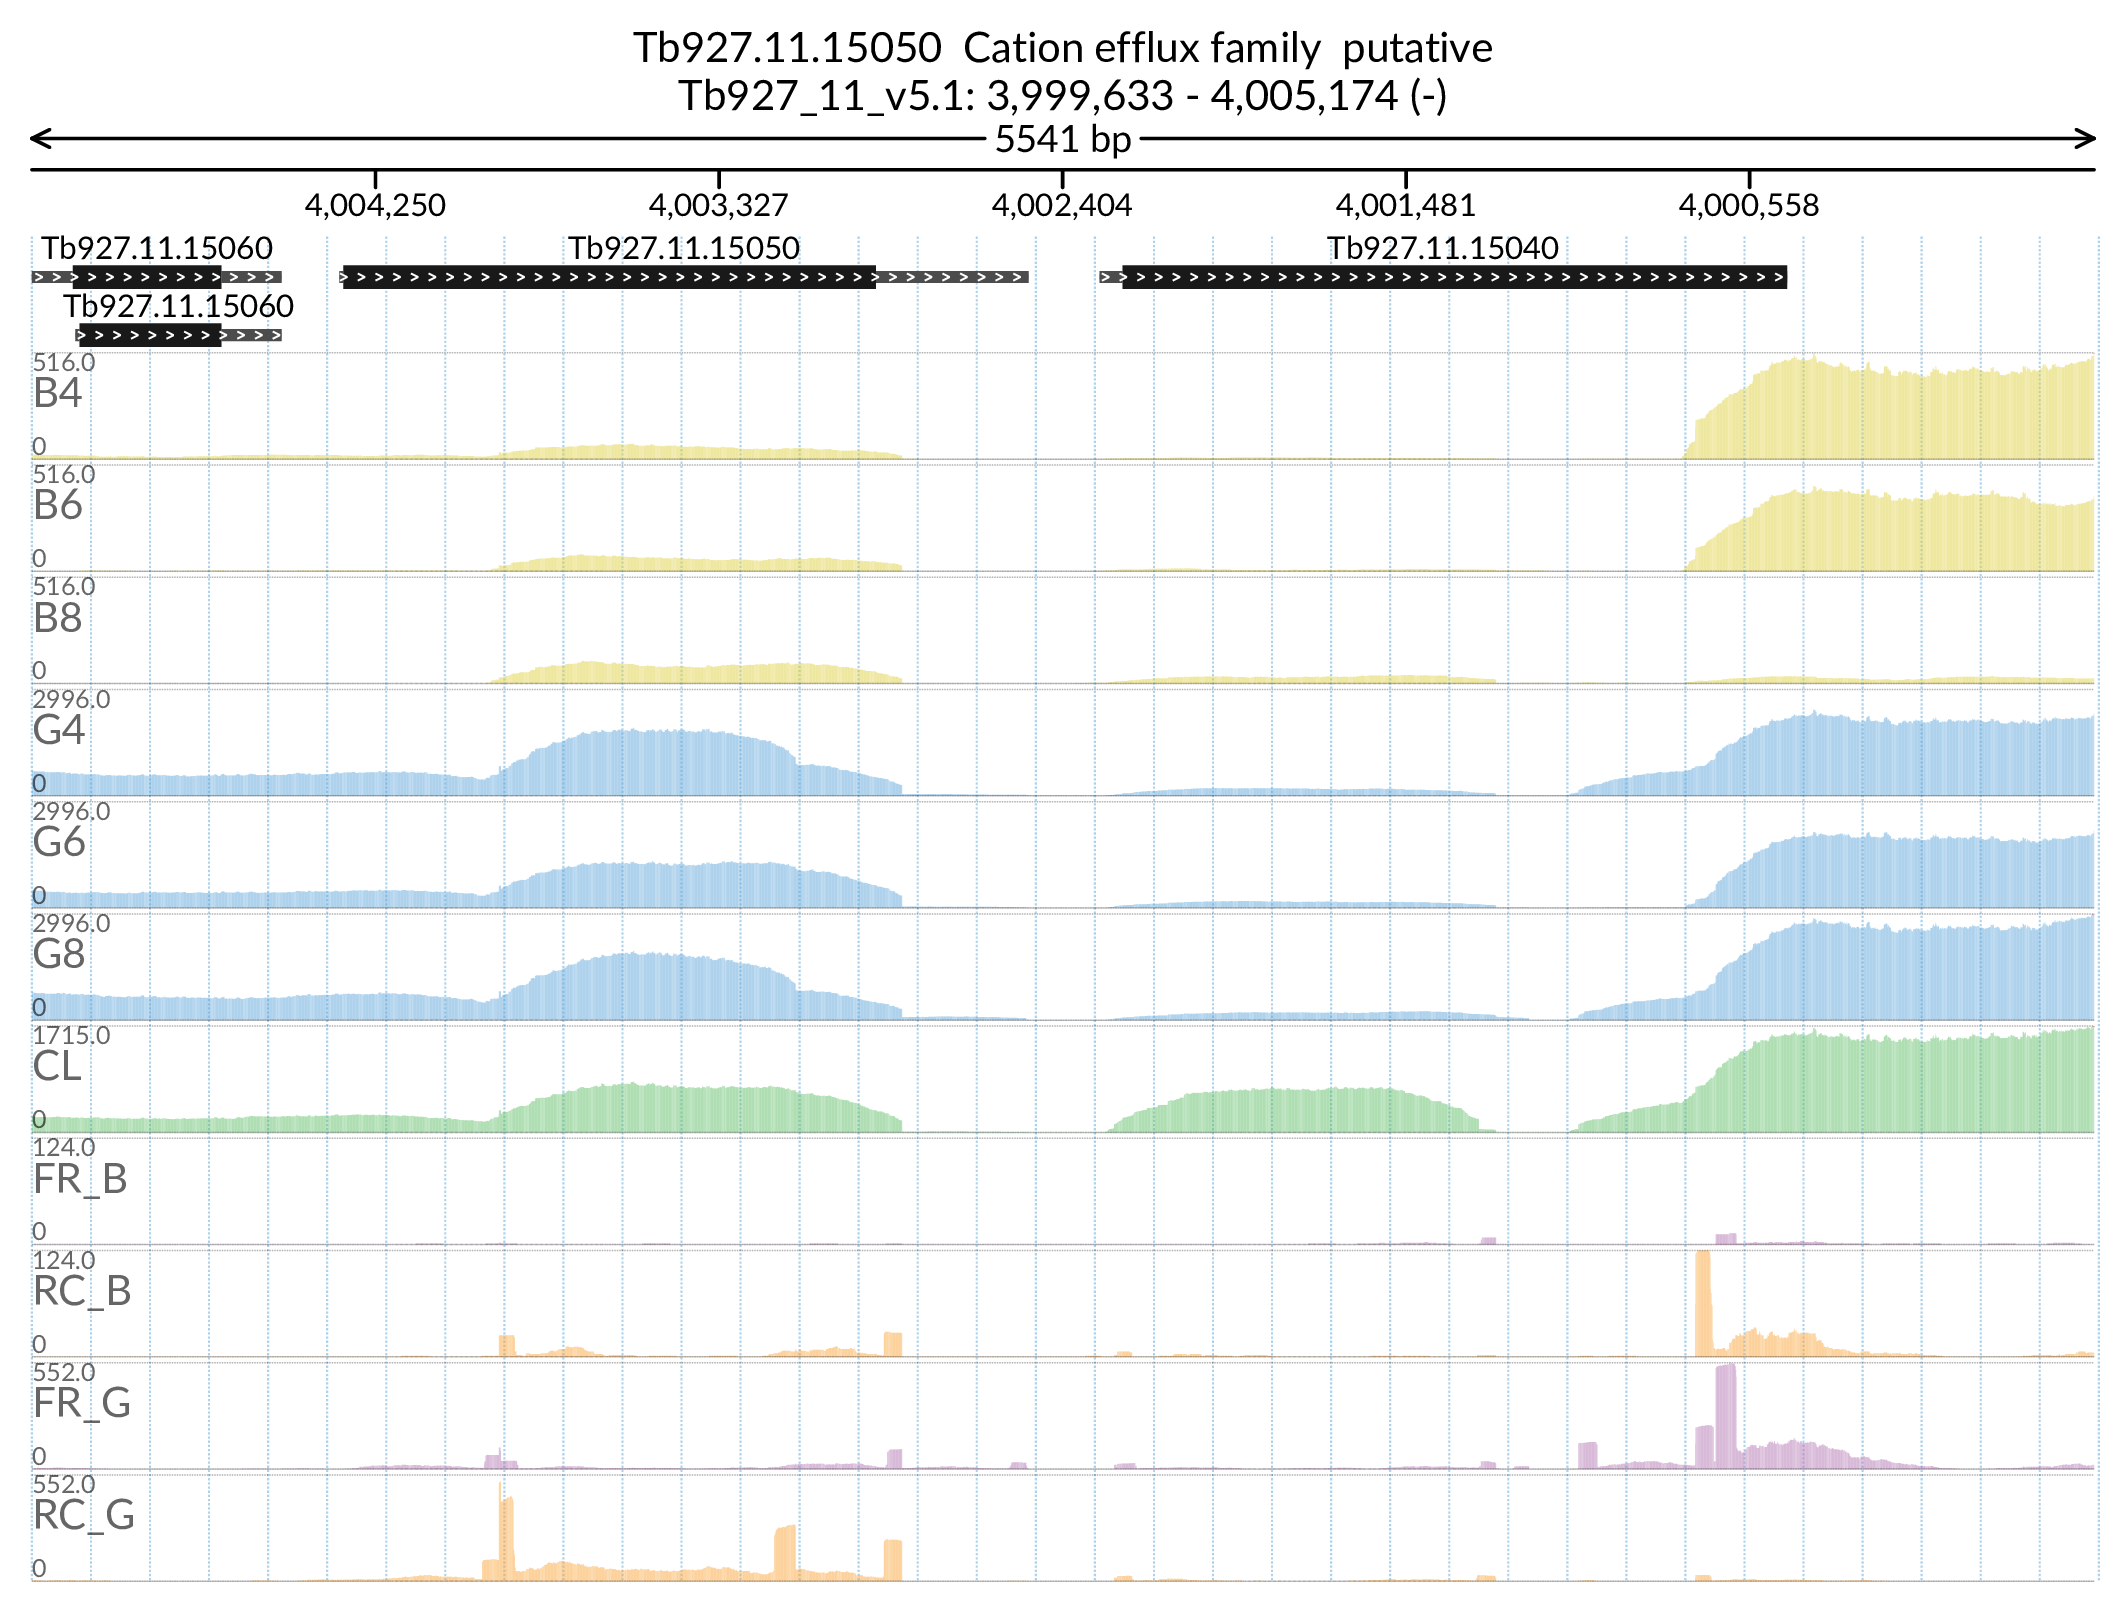 Tb927.11.15050  Cation efflux family  putative
Tb927_11_v5.1: 3,999,633 - 4,005,174 (-)
5541 bp
4,004,250 4,003,327 4,002,404 4,001,481 4,000,558
Tb927.11.15060 Tb927.11.15050 Tb927.11.15040
Tb927.11.15060
516.0
B4
0
516.0
B6
0
516.0
B8
0
2996.0
G4
0
2996.0
G6
0
2996.0
G8
0
1715.0
CL
0
124.0
FR_B
0
124.0
RC_B
0
552.0
FR_G
0
552.0
RC_G
0